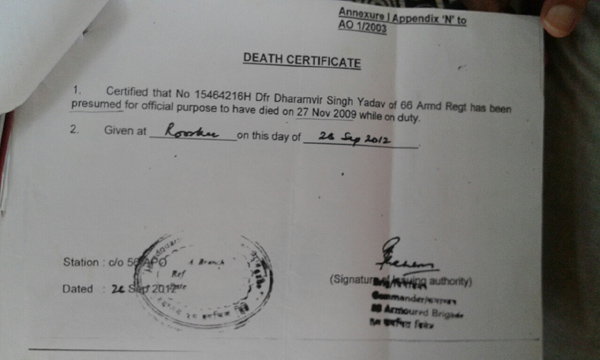 Annexure I Appendix 'N' to
AO 1/2003
DEATH CERTIFICATE
1. Certified that No 15464216H Dfr Dharamvir Singh Yadav of 66 Armd Regt has been
presumed for official purpose to have died on 27 Nov 2009 while on duty.
2. Given at Roorkee on this day of 26 Sep 2012.
Station : c/o 56 APO
Dated : 26 Sep 2012
A Branch
Ref
Date
(Signature of issuing authority)
Commander/
Armoured Brigade